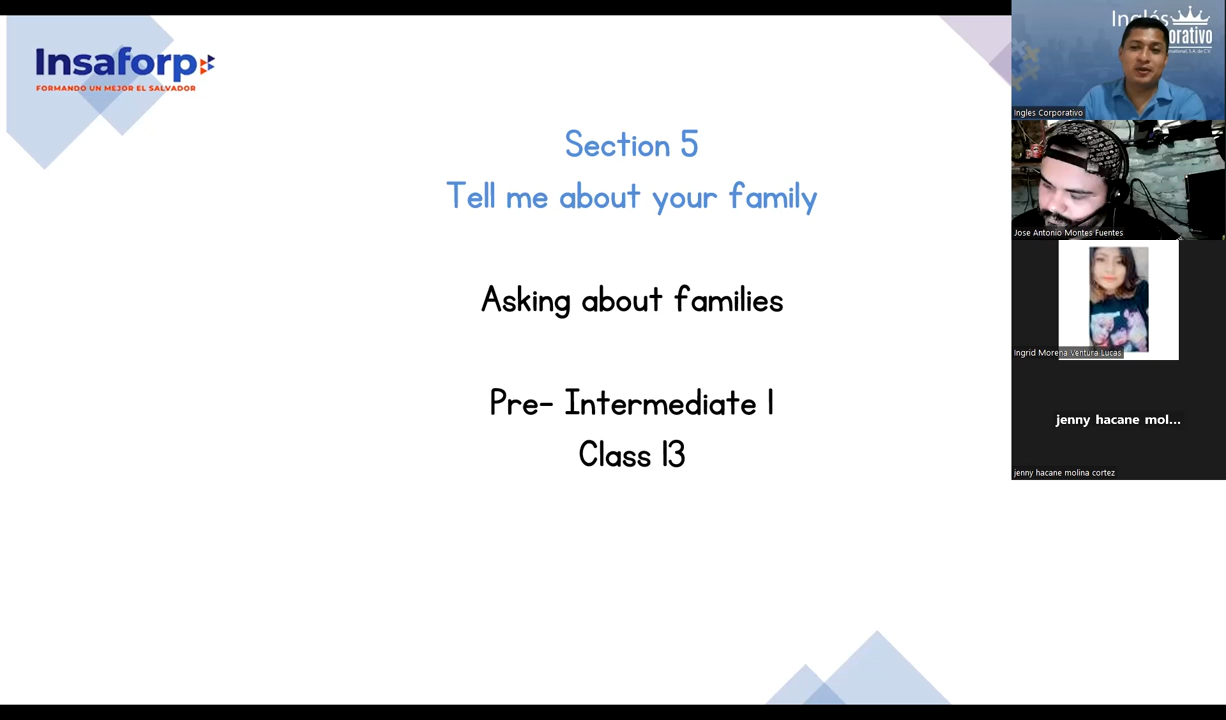 Insaforp
FORMANDO UN MEJOR EL SALVADOR
Section 5
Tell me about your family
Asking about families
Pre- Intermediate 1
Class 13
Inglés
orativo
Ingles Corporativo
Jose Antonio Montes Fuentes
Ingrid Morena Ventura Lucas
jenny hacane mol...
jenny hacane molina cortez